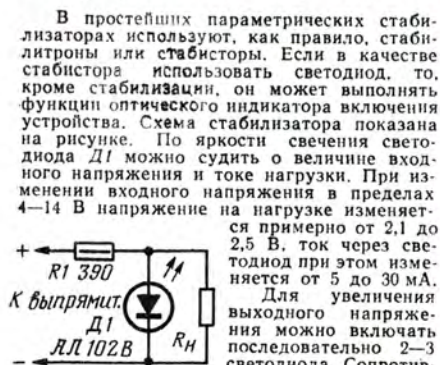 В простейших параметрических стаби-
лизаторах используют, как правило, стаби-
литроны или стабисторы. Если в качестве
стабистора использовать светодиод, то,
кроме стабилизации, он может выполнять
функции оптического индикатора включения
устройства. Схема стабилизатора показана
на рисунке. По яркости свечения свето-
диода Д1 можно судить о величине вход-
ного напряжения и токе нагрузки. При из-
менении входного напряжения в пределах
4—14 В напряжение на нагрузке изменяет-
ся примерно от 2,1 до
2,5 В, ток через све-
тодиод при этом изме-
няется от 5 до 30 мА.
Для увеличения
выходного напряже-
ния можно включать
последовательно 2—3
светодиода. Сопротив-
+
R1 390
К выпрямит.
Д1
АЛ102В
Rн
−